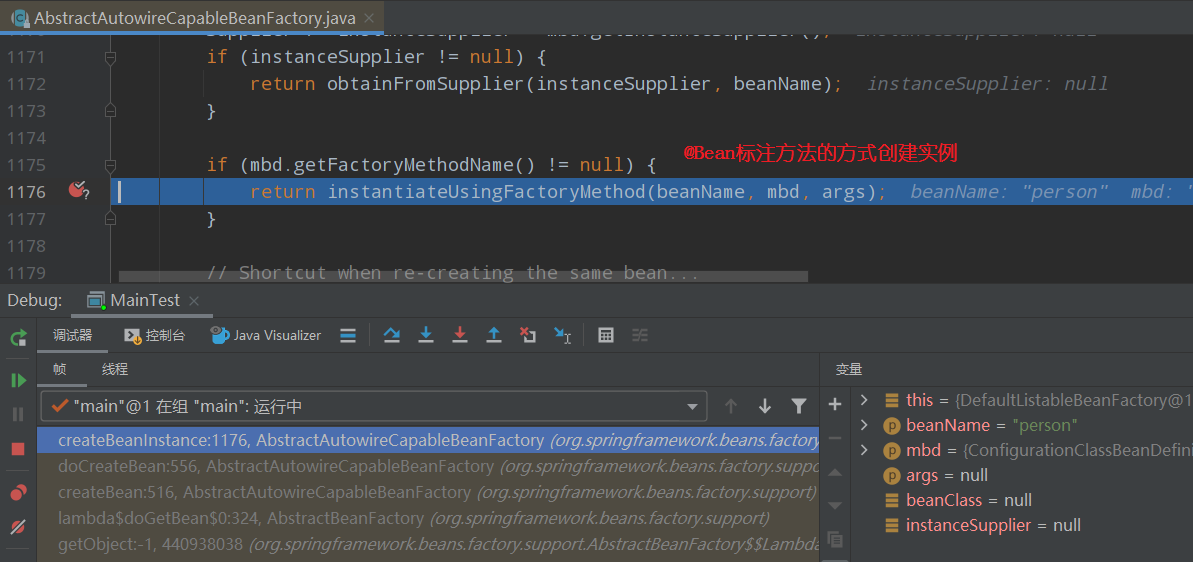 AbstractAutowireCapableBeanFactory.java ×
1171 if (instanceSupplier != null) {
1172 return obtainFromSupplier(instanceSupplier, beanName); instanceSupplier: null
1173 }
1174
1175 if (mbd.getFactoryMethodName() != null) { @Bean标注方法的方式创建实例
1176 return instantiateUsingFactoryMethod(beanName, mbd, args); beanName: "person" mbd: "
1177 }
1178
1179 // Shortcut when re-creating the same bean...
Debug: MainTest ×
调试器 控制台 Java Visualizer
帧 线程 变量
"main"@1 在组 "main": 运行中
createBeanInstance:1176, AbstractAutowireCapableBeanFactory (org.springframework.beans.factory
doCreateBean:556, AbstractAutowireCapableBeanFactory (org.springframework.beans.factory.suppo
createBean:516, AbstractAutowireCapableBeanFactory (org.springframework.beans.factory.support)
lambda$doGetBean$0:324, AbstractBeanFactory (org.springframework.beans.factory.support)
getObject:-1, 440938038 (org.springframework.beans.factory.support.AbstractBeanFactory$$Lambda
this = {DefaultListableBeanFactory@1
beanName = "person"
mbd = {ConfigurationClassBeanDefini
args = null
beanClass = null
instanceSupplier = null